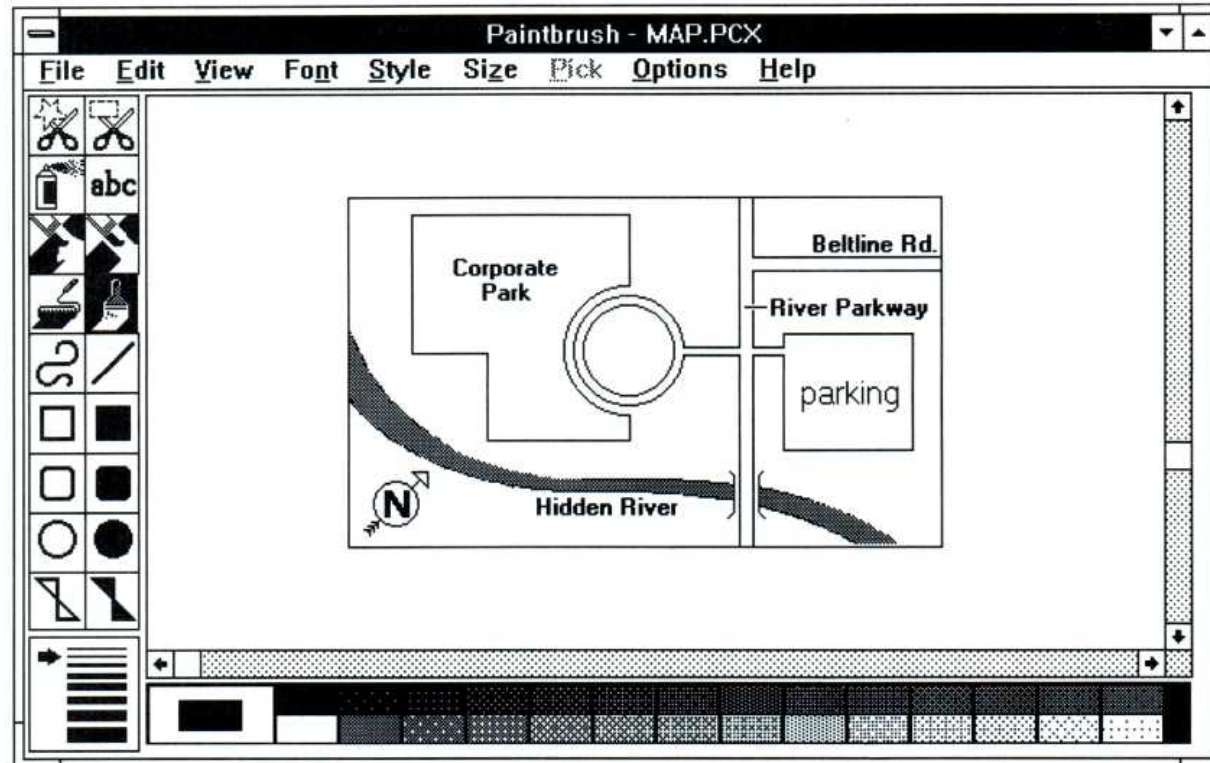 Paintbrush - MAP.PCX
File Edit View Font Style Size Pick Options Help
abc
Beltline Rd.
Corporate
Park
River Parkway
parking
N
Hidden River